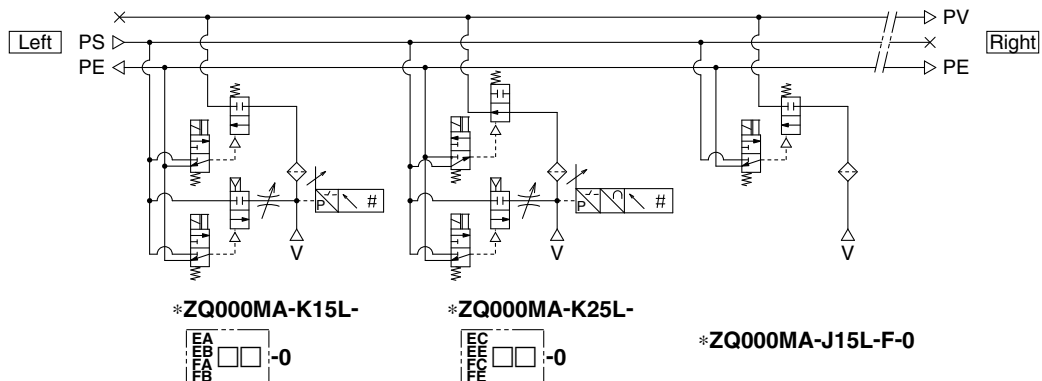 PV
Left PS Right
PE PE
P #
P #
V V V
*ZQ000MA-K15L-
EA
EB
FA
FB
□□-0
*ZQ000MA-K25L-
EC
EE
FC
FE
□□-0
*ZQ000MA-J15L-F-0